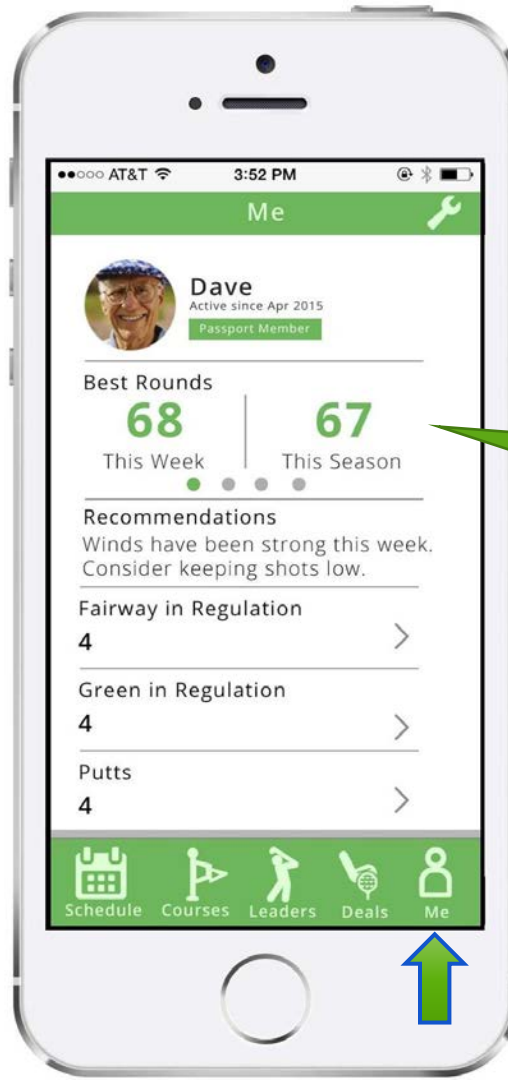 AT&T 3:52 PM
Me
Dave
Active since Apr 2015
Passport Member
Best Rounds
68 67
This Week This Season
Recommendations
Winds have been strong this week.
Consider keeping shots low.
Fairway in Regulation
4
Green in Regulation
4
Putts
4
Schedule Courses Leaders Deals Me